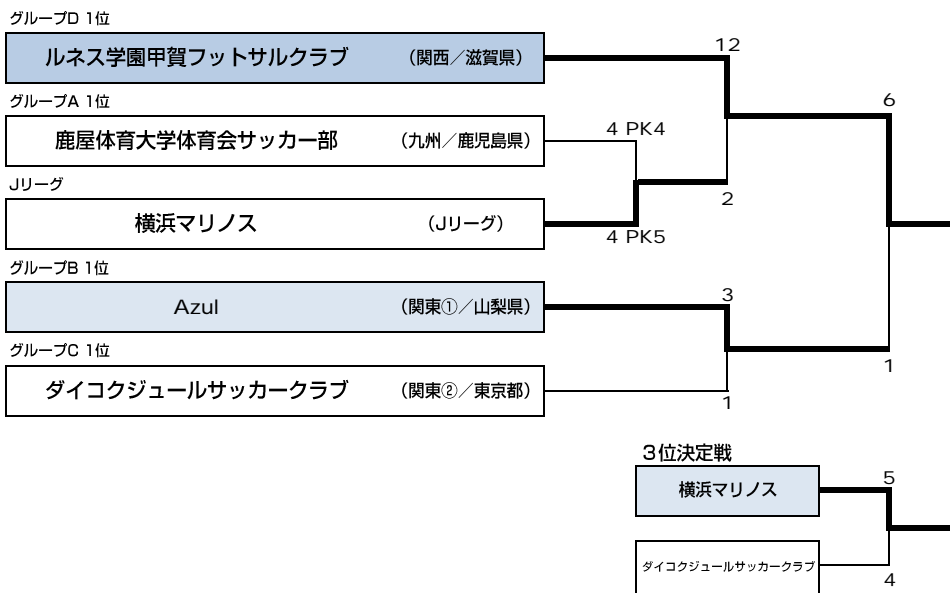 グループD 1位
ルネス学園甲賀フットサルクラブ （関西／滋賀県）
12
グループA 1位
6
鹿屋体育大学体育会サッカー部 （九州／鹿児島県）
4 PK4
Jリーグ
2
横浜マリノス （Jリーグ）
4 PK5
グループB 1位
Azul （関東①／山梨県）
3
グループC 1位
1
ダイコクジュールサッカークラブ （関東②／東京都）
1
３位決定戦
横浜マリノス
5
ダイコクジュールサッカークラブ
4